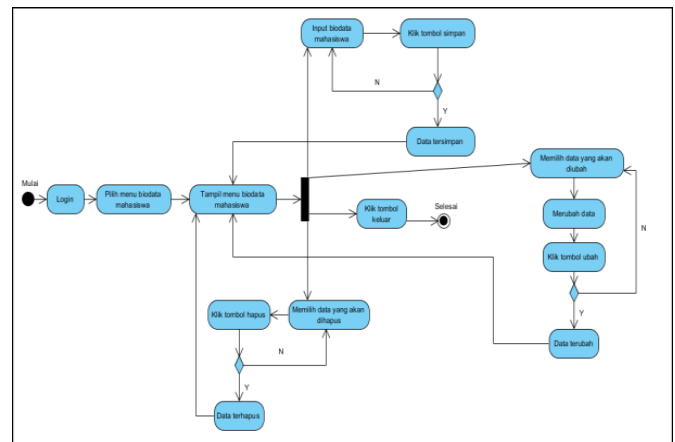 Input biodata
mahasiswa
Klik tombol simpan
N
Y
Data tersimpan
Memilih data yang akan
diubah
Mulai
Login
Pilih menu biodata
mahasiswa
Tampil menu biodata
mahasiswa
Klik tombol
keluar
Selesai
Merubah data
N
Klik tombol ubah
Y
Data terubah
Klik tombol hapus
Memilih data yang akan
dihapus
N
Y
Data terhapus